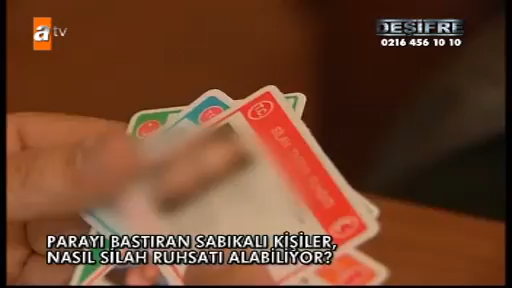 atv
DEŞİFRE
0216 456 10 10
T.C.
PARAYI BASTIRAN SABIKALI KİŞİLER,
NASIL SİLAH RUHSATI ALABİLİYOR?